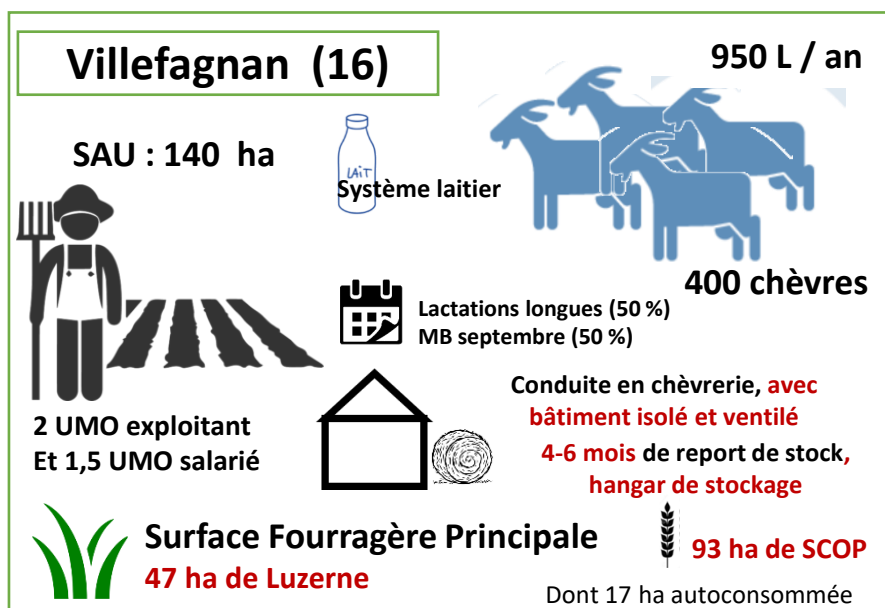 Villefagnan (16)
950 L / an
SAU : 140 ha
LAiT
Système laitier
400 chèvres
Lactations longues (50 %)
MB septembre (50 %)
2 UMO exploitant
Et 1,5 UMO salarié
Conduite en chèvrerie, avec
bâtiment isolé et ventilé
4-6 mois de report de stock,
hangar de stockage
Surface Fourragère Principale
47 ha de Luzerne
93 ha de SCOP
Dont 17 ha autoconsommée